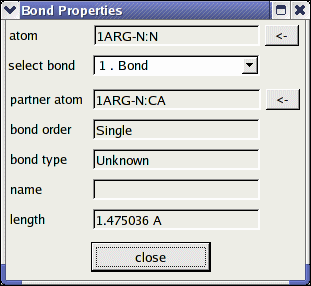 Bond Properties
atom 1ARG-N:N <-
select bond 1 . Bond
partner atom 1ARG-N:CA <-
bond order Single
bond type Unknown
name
length 1.475036 A
close